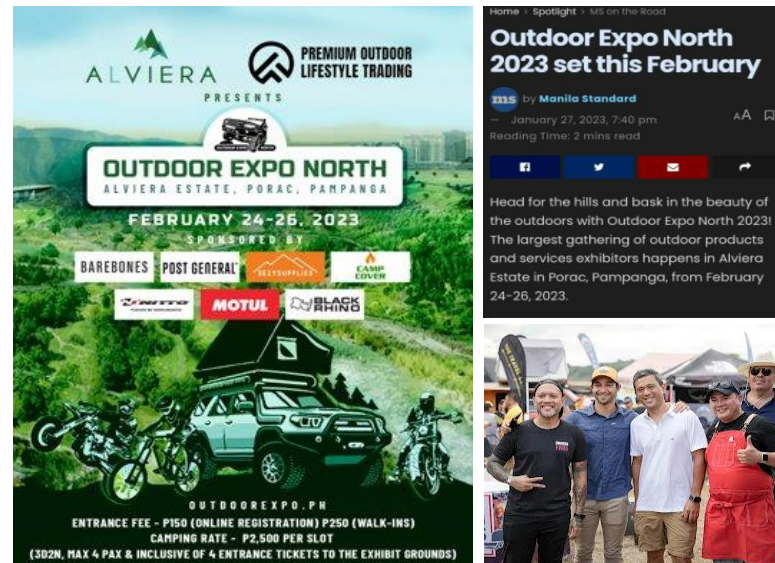 ALVIERA
PREMIUM OUTDOOR
LIFESTYLE TRADING
PRESENTS
OUTDOOR EXPO NORTH
ALVIERA ESTATE, PORAC, PAMPANGA
FEBRUARY 24-26, 2023
SPONSORED BY
BAREBONES
POST GENERAL
CAMP
COVER
NITTO
MOTUL
BLACK
RHINO
OUTDOOREXPO.PH
ENTRANCE FEE - P150 (ONLINE REGISTRATION) P250 (WALK-INS)
CAMPING RATE - P2,500 PER SLOT
(3D2N, MAX 4 PAX & INCLUSIVE OF 4 ENTRANCE TICKETS TO THE EXHIBIT GROUNDS)
Home > Spotlight > MS on the Road
Outdoor Expo North
2023 set this February
ms by Manila Standard
— January 27, 2023, 7:40 pm
AA
Reading Time: 2 mins read
Head for the hills and bask in the beauty of
the outdoors with Outdoor Expo North 2023!
The largest gathering of outdoor products
and services exhibitors happens in Alviera
Estate in Porac, Pampanga, from February
24-26, 2023.